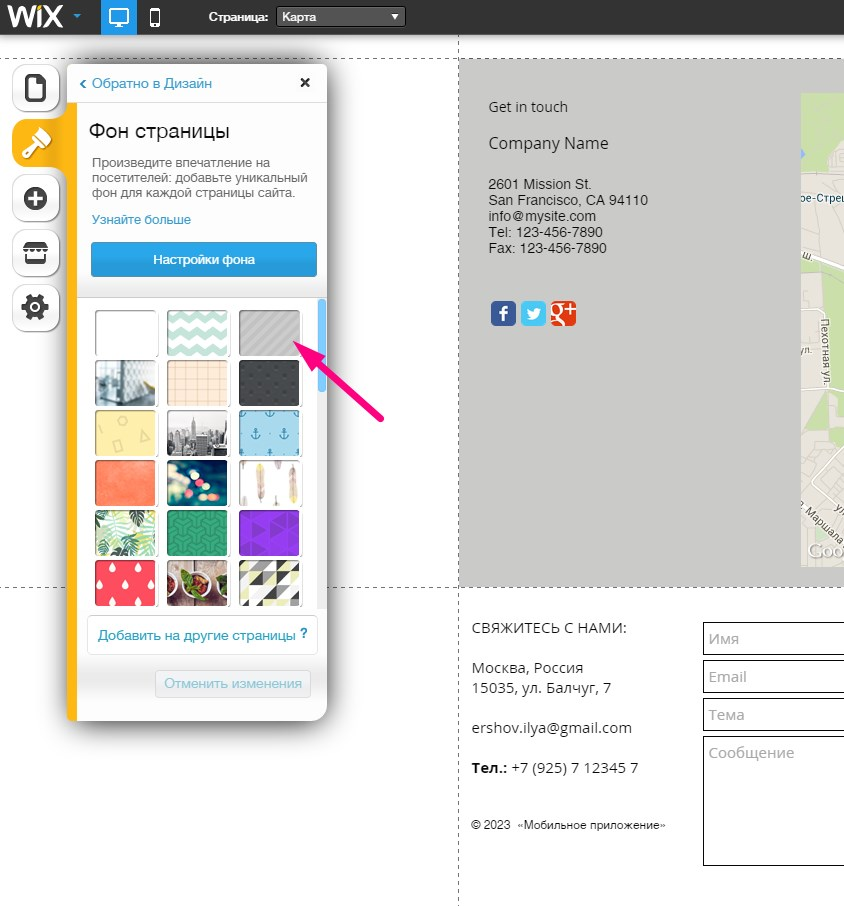 WiX
Страница:
Карта
Обратно в Дизайн
Фон страницы
Произведите впечатление на
посетителей: добавьте уникальный
фон для каждой страницы сайта.
Узнайте больше
Настройки фона
Добавить на другие страницы ?
Отменить изменения
Get in touch
Company Name
2601 Mission St.
San Francisco, CA 94110
info@mysite.com
Tel: 123-456-7890
Fax: 123-456-7890
f
g+
ое-Стрец
ш.
ул.
Пехотная ул.
Маршала
Goo
СВЯЖИТЕСЬ С НАМИ:
Москва, Россия
15035, ул. Балчуг, 7
ershov.ilya@gmail.com
Тел.: +7 (925) 7 12345 7
© 2023 «Мобильное приложение»
Имя
Email
Тема
Сообщение